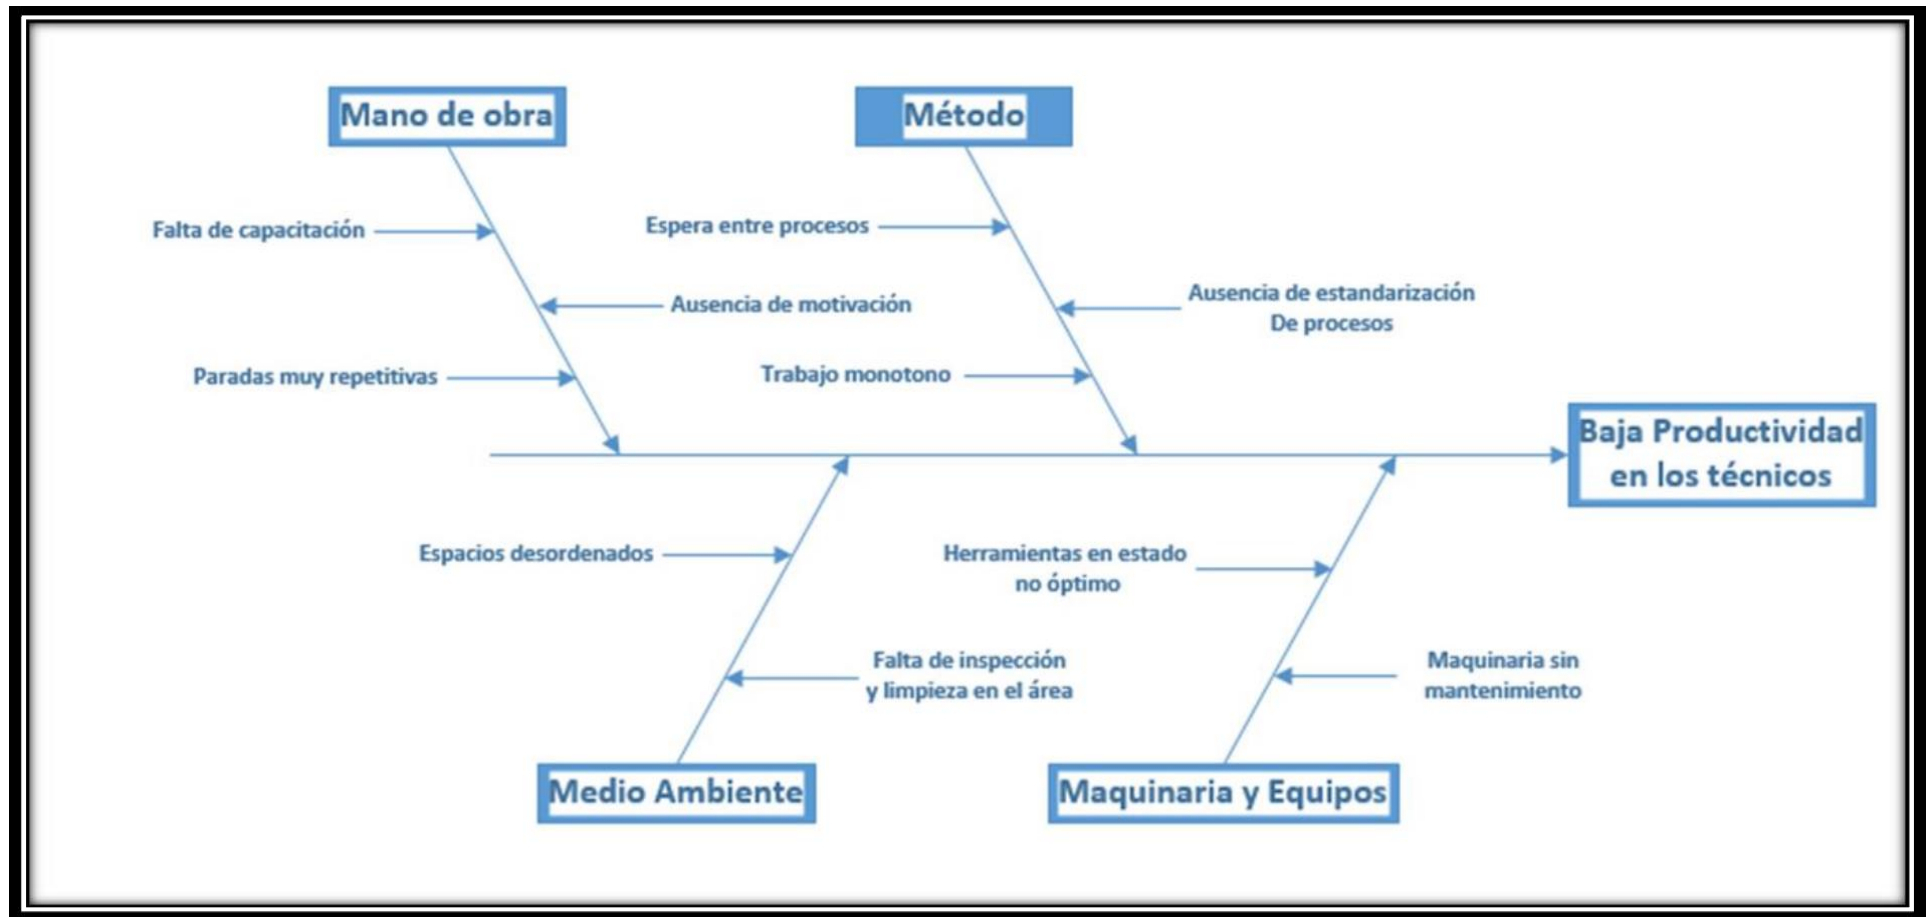 Mano de obra
Método
Falta de capacitación
Espera entre procesos
Ausencia de motivación
Ausencia de estandarización
De procesos
Paradas muy repetitivas
Trabajo monotono
Baja Productividad
en los técnicos
Espacios desordenados
Herramientas en estado
no óptimo
Falta de inspección
y limpieza en el área
Maquinaria sin
mantenimiento
Medio Ambiente
Maquinaria y Equipos